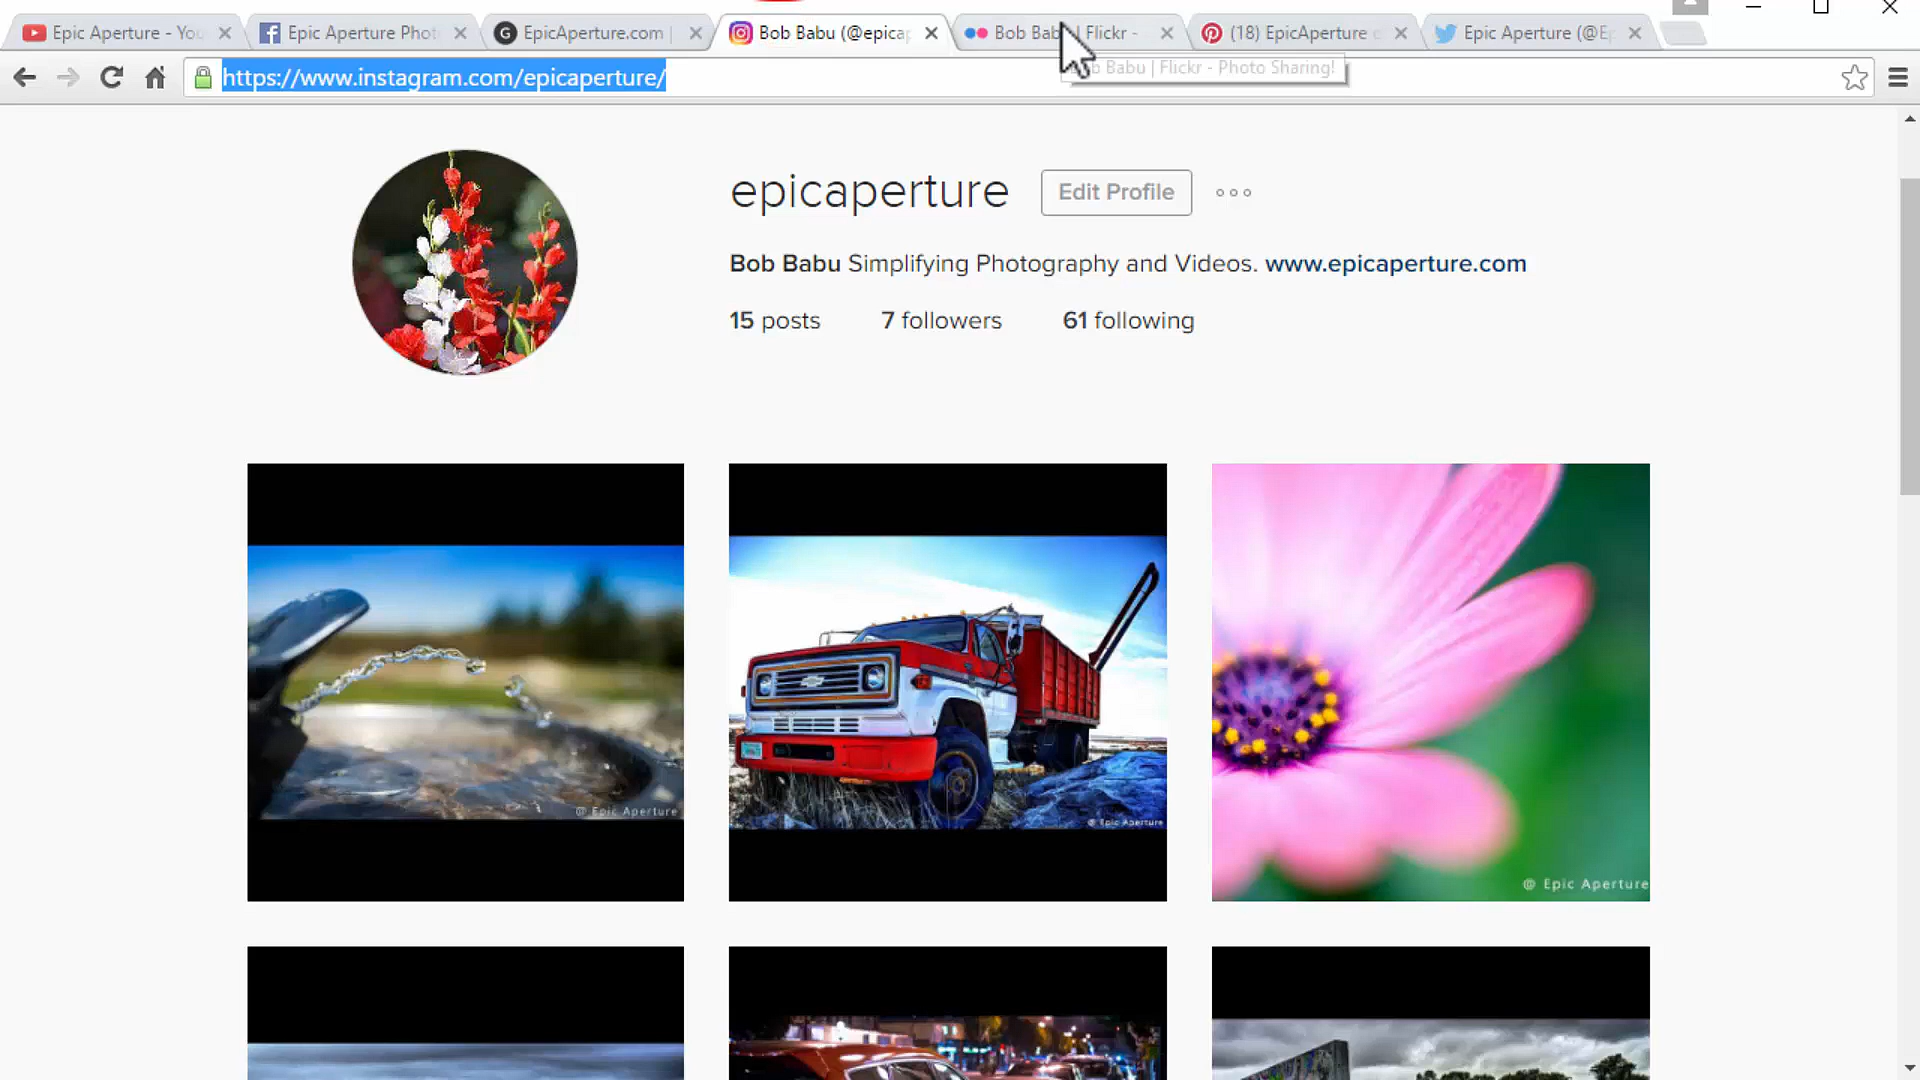 Epic Aperture - You
Epic Aperture Phot
EpicAperture.com |
Bob Babu (@epicap
Bob Bab | Flickr -
(18) EpicAperture
Epic Aperture (@Ep
https://www.instagram.com/epicaperture/
Babu | Flickr - Photo Sharing!
epicaperture
Edit Profile
Bob Babu Simplifying Photography and Videos. www.epicaperture.com
15 posts 7 followers 61 following
@ Epic Aperture
@ Epic Aperture
@ Epic Aperture